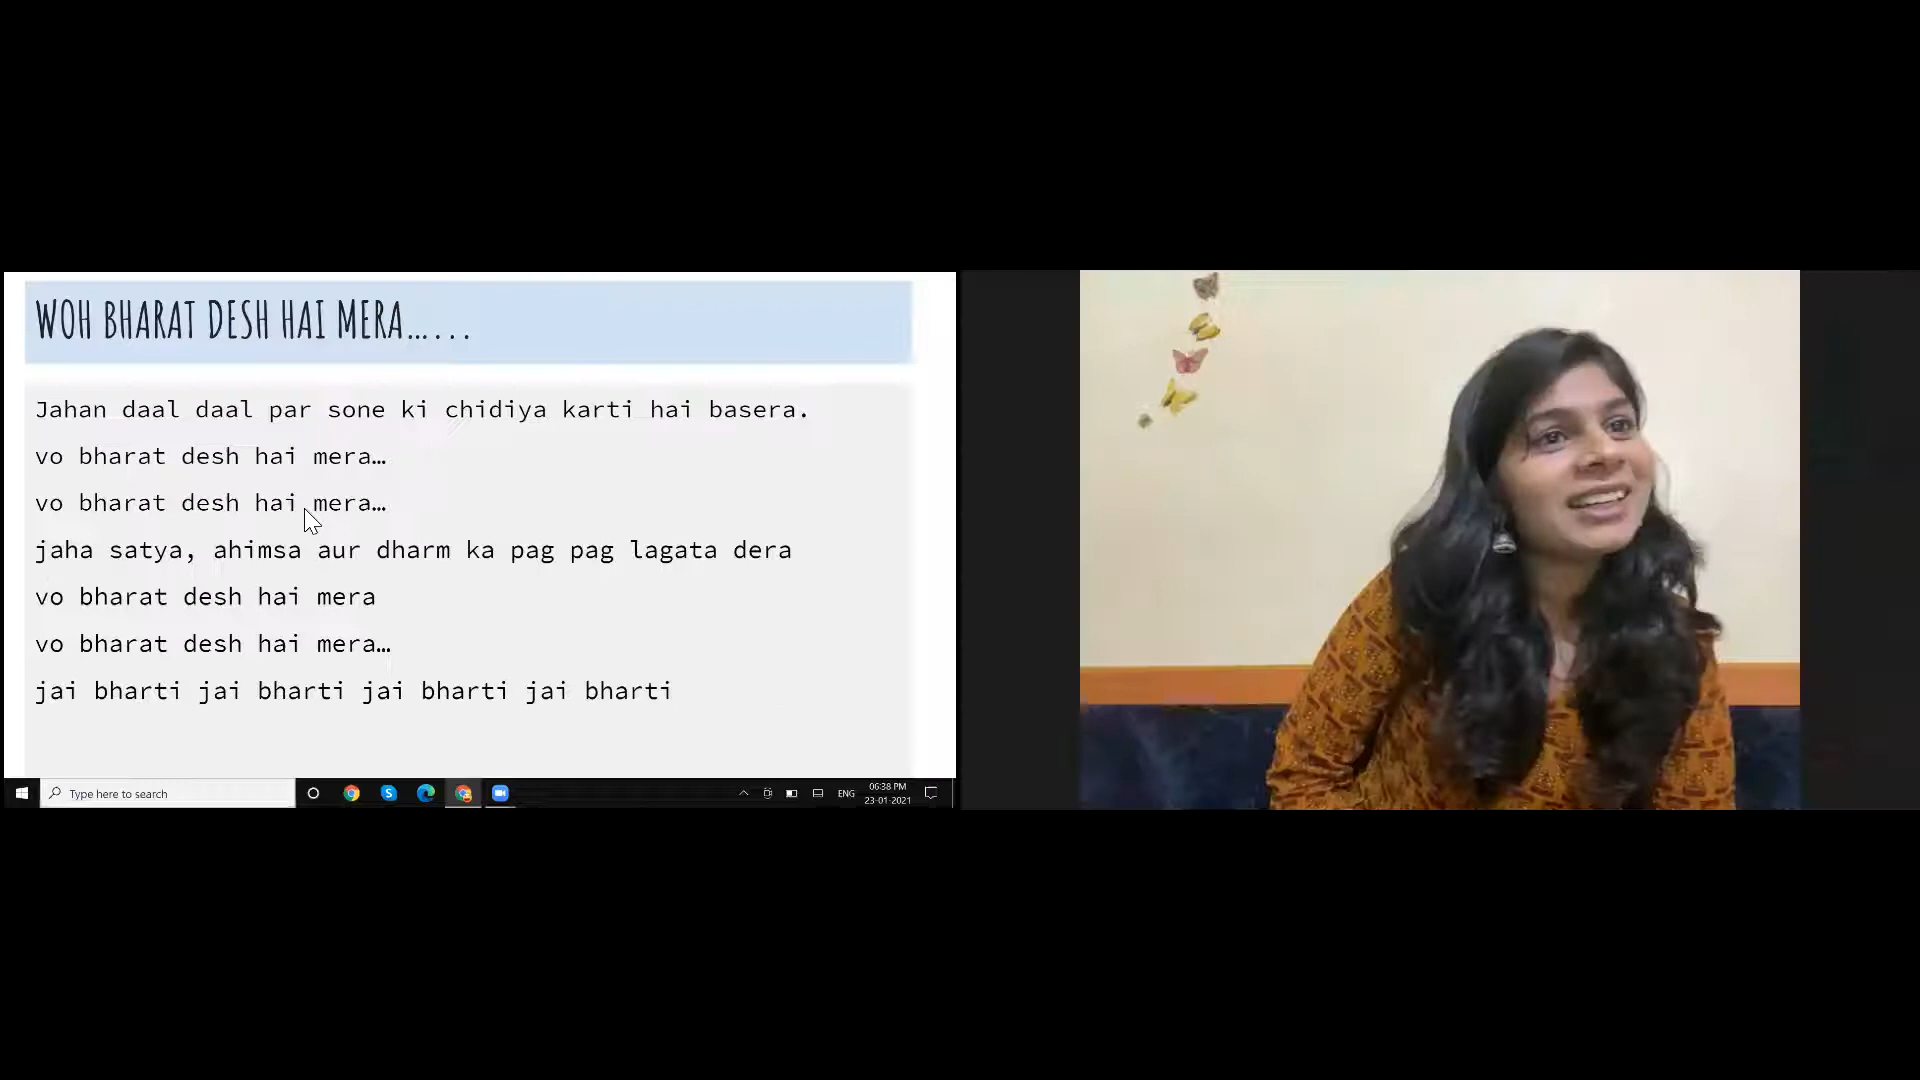 WOH BHARAT DESH HAI MERA......
Jahan daal daal par sone ki chidiya karti hai basera.
vo bharat desh hai mera…
vo bharat desh hai mera…
jaha satya, ahimsa aur dharm ka pag pag lagata dera
vo bharat desh hai mera
vo bharat desh hai mera…
jai bharti jai bharti jai bharti jai bharti
Type here to search
ENG
06:38 PM
23-01-2021